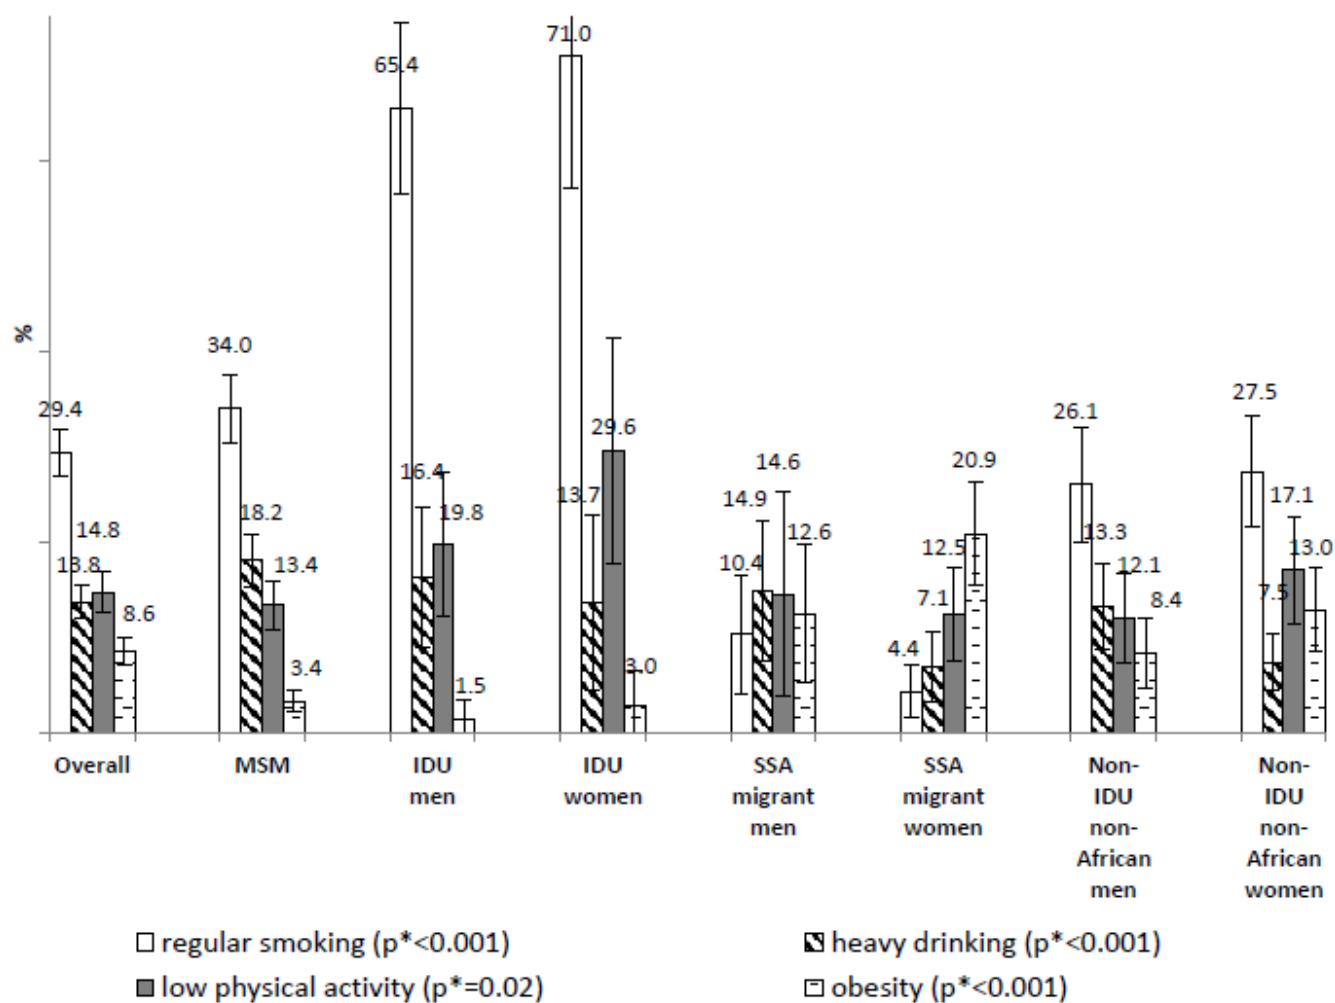 %
29.4
13.8
14.8
8.6
34.0
18.2
13.4
3.4
65.4
16.4
19.8
1.5
71.0
13.7
29.6
3.0
10.4
14.9
14.6
12.6
4.4
7.1
12.5
20.9
26.1
13.3
12.1
8.4
27.5
7.5
17.1
13.0
Overall
MSM
IDU
men
IDU
women
SSA
migrant
men
SSA
migrant
women
Non-
IDU
non-
African
men
Non-
IDU
non-
African
women
regular smoking (p*<0.001)
heavy drinking (p*<0.001)
low physical activity (p*=0.02)
obesity (p*<0.001)